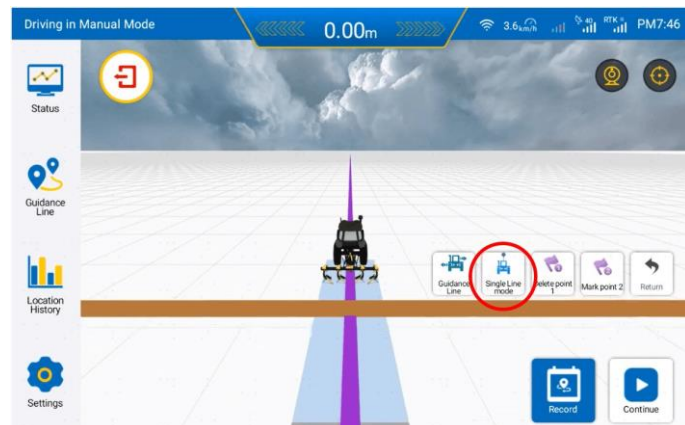 Driving in Manual Mode
0.00m
3.6km/h
40
RTK
PM7:46
Status
Guidance
Line
Location
History
Settings
Guidance
Line
Single Line
mode
elete point
1
Mark point 2
Return
Record
Continue